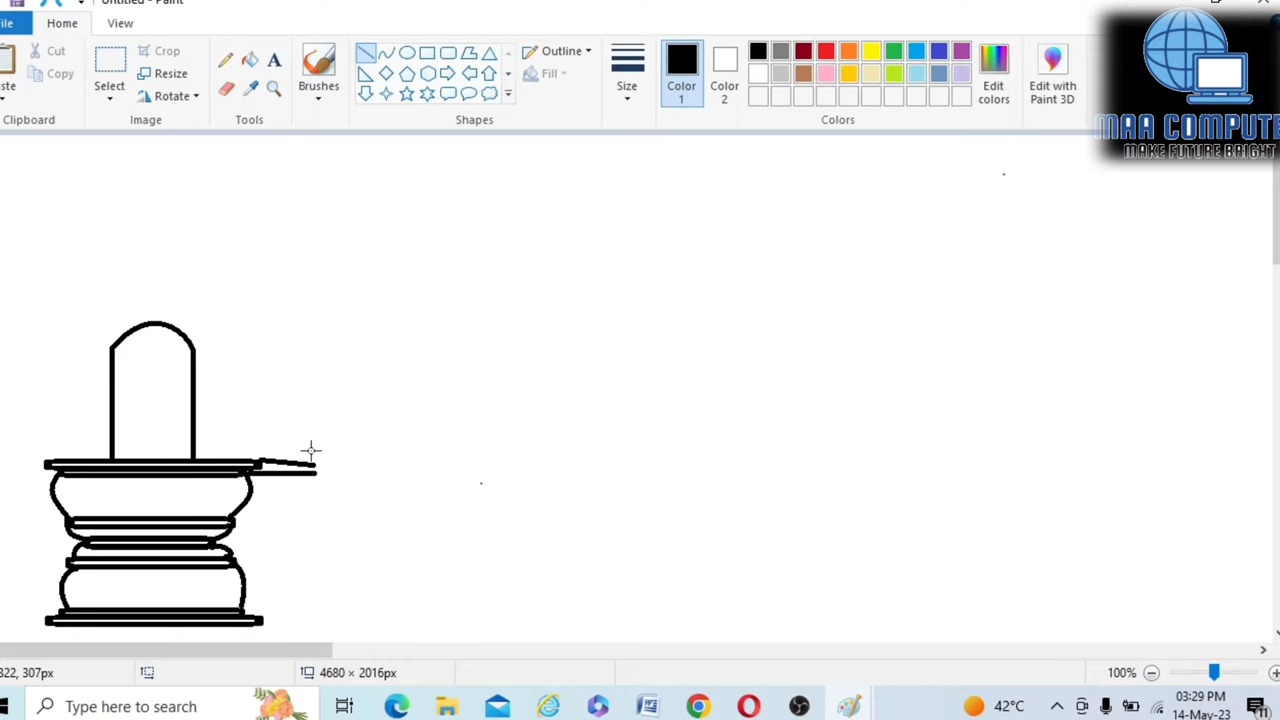 Untitled - Paint
File Home View
Cut
Copy
Clipboard
Select
Crop
Resize
Rotate
Image
Tools
Brushes
Shapes
Outline
Fill
Size
Color 1
Color 2
Colors
Edit colors
Edit with Paint 3D
MAA COMPUTE
MAKE FUTURE BRIGHT
322, 307px
4680 × 2016px
100%
Type here to search
42°C
03:29 PM
14-May-23
11